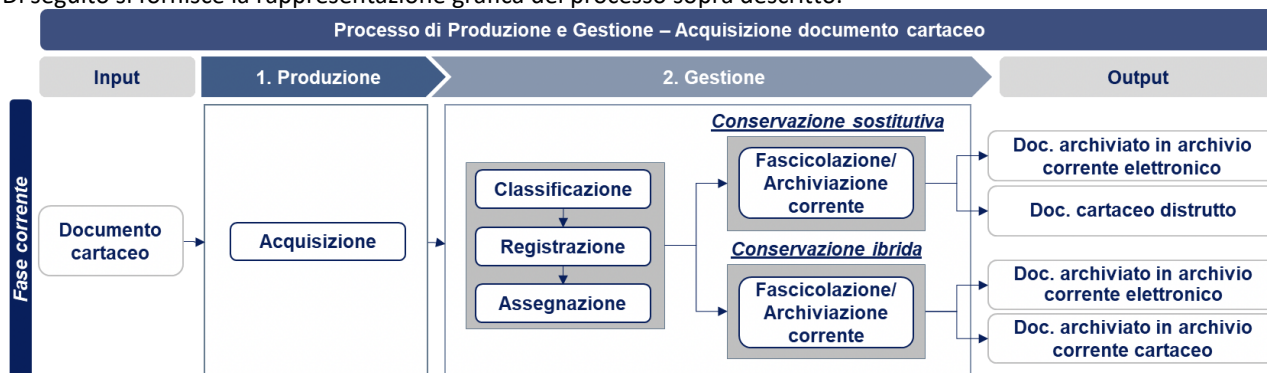 Di seguito si fornisce la rappresentazione grafica del processo sopra descritto:
Processo di Produzione e Gestione – Acquisizione documento cartaceo
Input
1. Produzione
2. Gestione
Output
Fase corrente
Documento
cartaceo
Acquisizione
Classificazione
Registrazione
Assegnazione
Conservazione sostitutiva
Fascicolazione/
Archiviazione
corrente
Conservazione ibrida
Fascicolazione/
Archiviazione
corrente
Doc. archiviato in archivio
corrente elettronico
Doc. cartaceo distrutto
Doc. archiviato in archivio
corrente elettronico
Doc. archiviato in archivio
corrente cartaceo